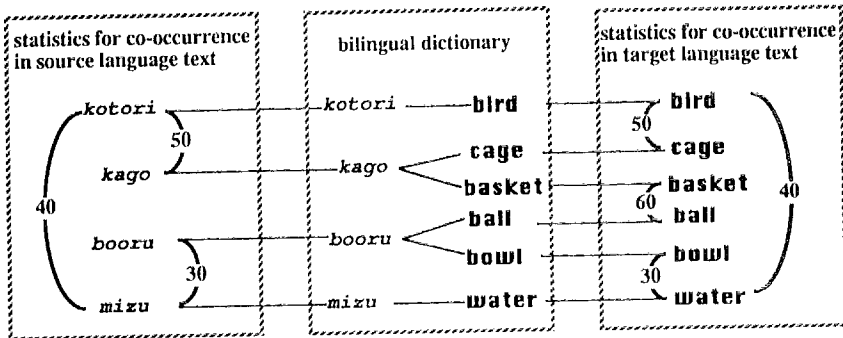 statistics for co-occurrence
in source language text
kotori
50
kago
40
booru
30
mizu
bilingual dictionary
kotori
bird
kago
cage
basket
booru
ball
bowl
mizu
water
statistics for co-occurrence
in target language text
bird
50
cage
basket
40
60
ball
bowl
30
water